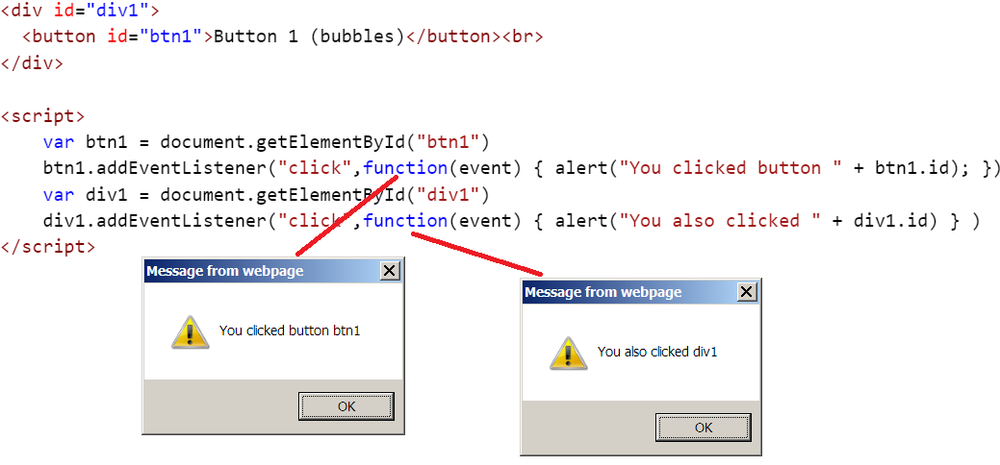 <div id="div1">
  <button id="btn1">Button 1 (bubbles)</button><br>
</div>

<script>
    var btn1 = document.getElementById("btn1")
    btn1.addEventListener("click",function(event) { alert("You clicked button " + btn1.id); })
    var div1 = document.getElementById("div1")
    div1.addEventListener("click",function(event) { alert("You also clicked " + div1.id) } )
</script>
Message from webpage
You clicked button btn1
OK
Message from webpage
You also clicked div1
OK